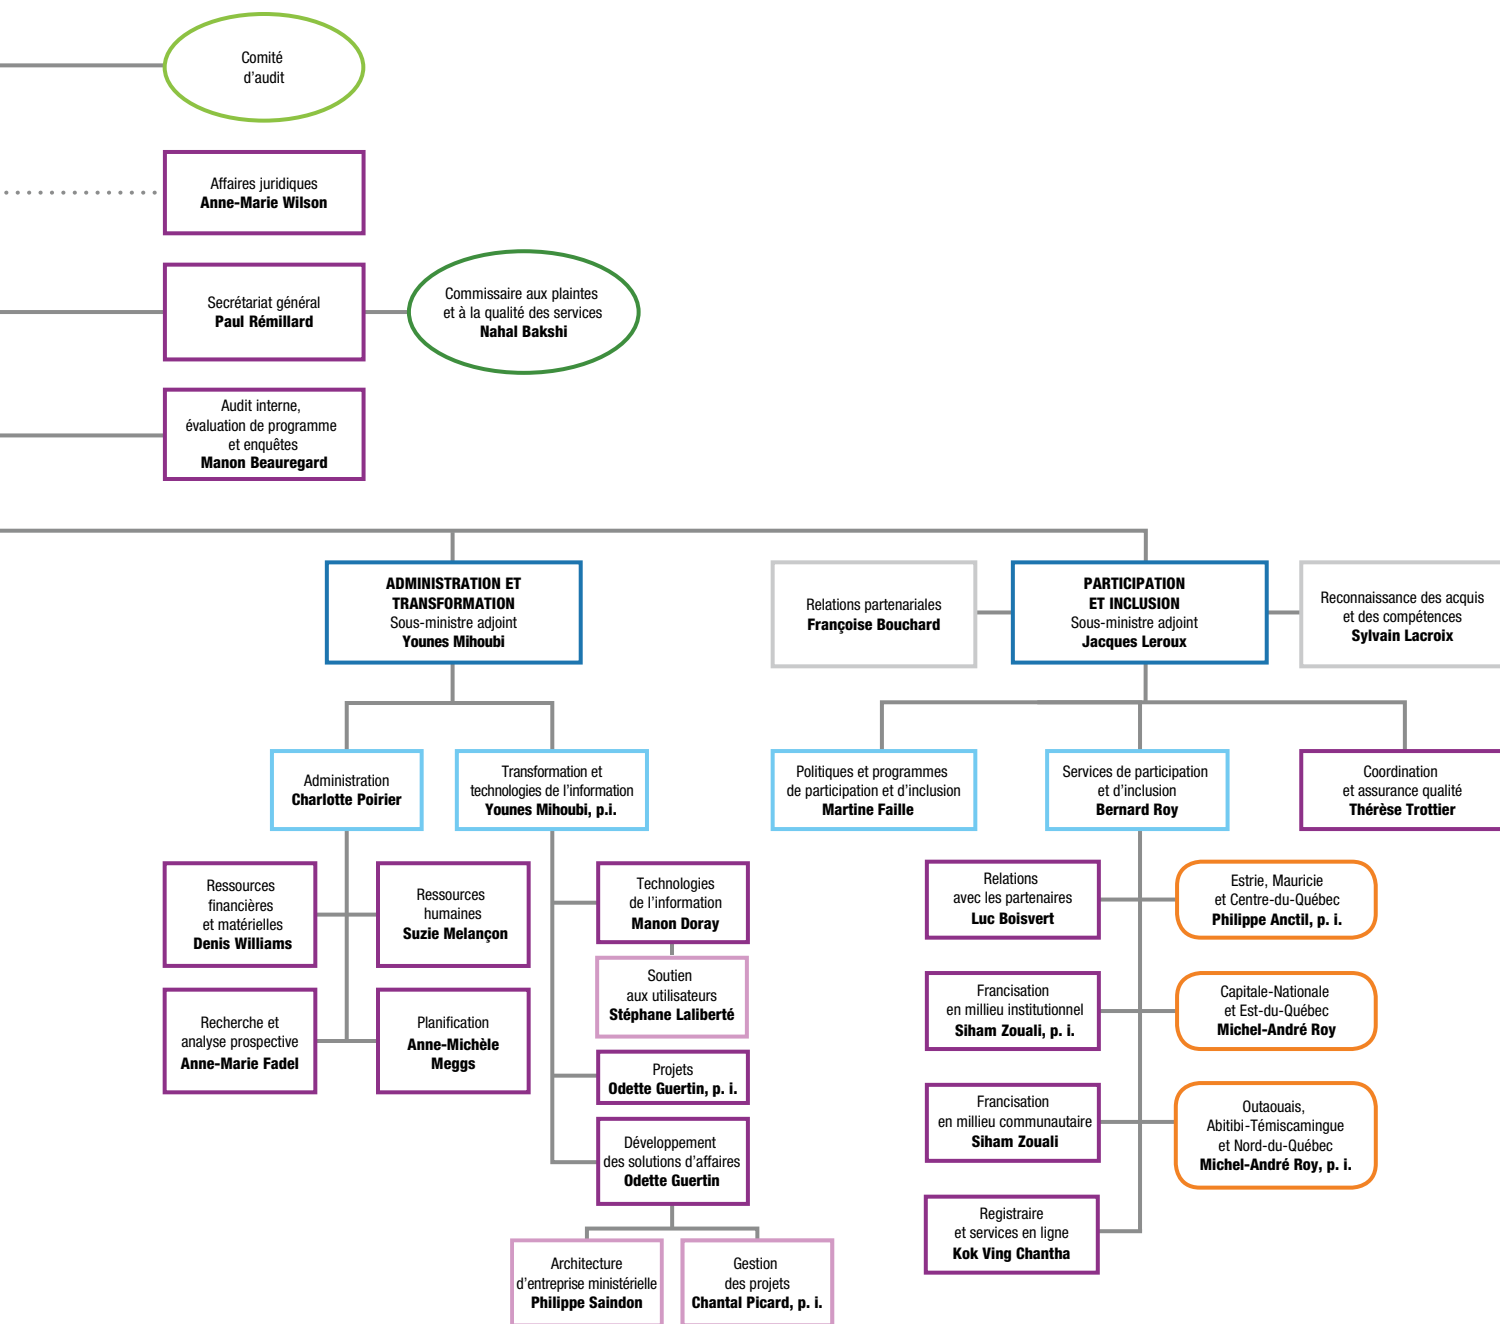 Comité
d'audit
Affaires juridiques
Anne-Marie Wilson
Secrétariat général
Paul Rémillard
Commissaire aux plaintes
et à la qualité des services
Nahal Bakshi
Audit interne,
évaluation de programme
et enquêtes
Manon Beauregard
ADMINISTRATION ET
TRANSFORMATION
Sous-ministre adjoint
Younes Mihoubi
Relations partenariales
Françoise Bouchard
PARTICIPATION
ET INCLUSION
Sous-ministre adjoint
Jacques Leroux
Reconnaissance des acquis
et des compétences
Sylvain Lacroix
Administration
Charlotte Poirier
Transformation et
technologies de l'information
Younes Mihoubi, p.i.
Politiques et programmes
de participation et d'inclusion
Martine Faille
Services de participation
et d'inclusion
Bernard Roy
Coordination
et assurance qualité
Thérèse Trottier
Ressources
financières
et matérielles
Denis Williams
Ressources
humaines
Suzie Melançon
Recherche et
analyse prospective
Anne-Marie Fadel
Planification
Anne-Michèle
Meggs
Technologies
de l'information
Manon Doray
Soutien
aux utilisateurs
Stéphane Laliberté
Projets
Odette Guertin, p. i.
Développement
des solutions d'affaires
Odette Guertin
Architecture
d'entreprise ministérielle
Philippe Saindon
Gestion
des projets
Chantal Picard, p. i.
Relations
avec les partenaires
Luc Boisvert
Estrie, Mauricie
et Centre-du-Québec
Philippe Anctil, p. i.
Francisation
en millieu institutionnel
Siham Zouali, p. i.
Capitale-Nationale
et Est-du-Québec
Michel-André Roy
Francisation
en millieu communautaire
Siham Zouali
Outaouais,
Abitibi-Témiscamingue
et Nord-du-Québec
Michel-André Roy, p. i.
Registraire
et services en ligne
Kok Ving Chantha